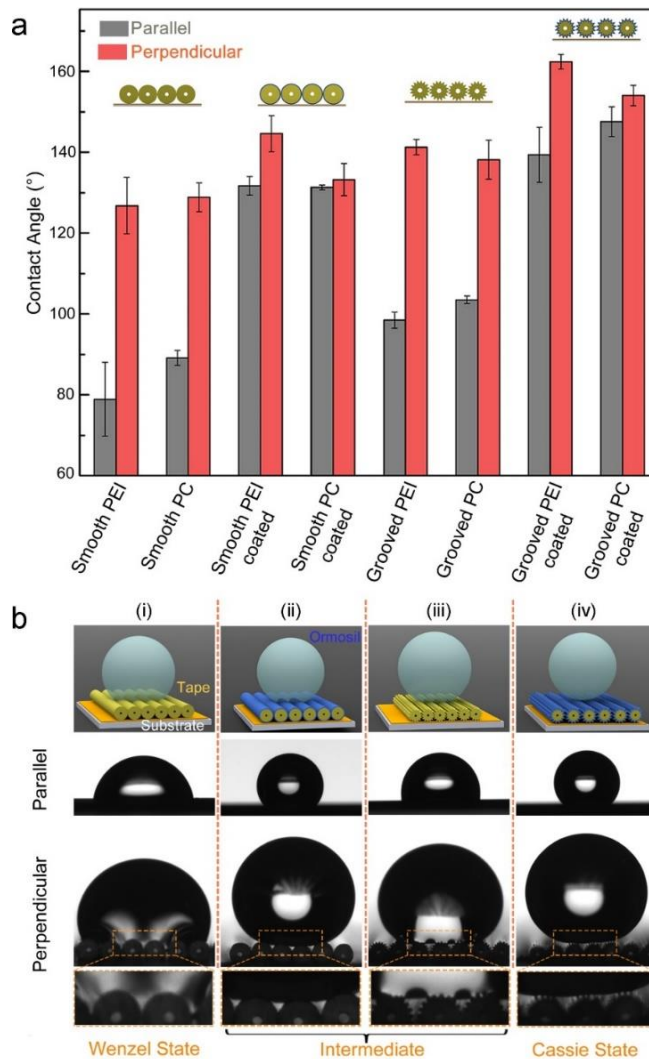 a
Parallel
Perpendicular
Contact Angle (°)
160
140
120
100
80
60
Smooth PEI
Smooth PC
Smooth PEI
coated
Smooth PC
coated
Grooved PEI
Grooved PC
Grooved PEI
coated
Grooved PC
coated
b
(i)
(ii)
(iii)
(iv)
Ormosil
Tape
Substrate
Parallel
Perpendicular
Wenzel State
Intermediate
Cassie State